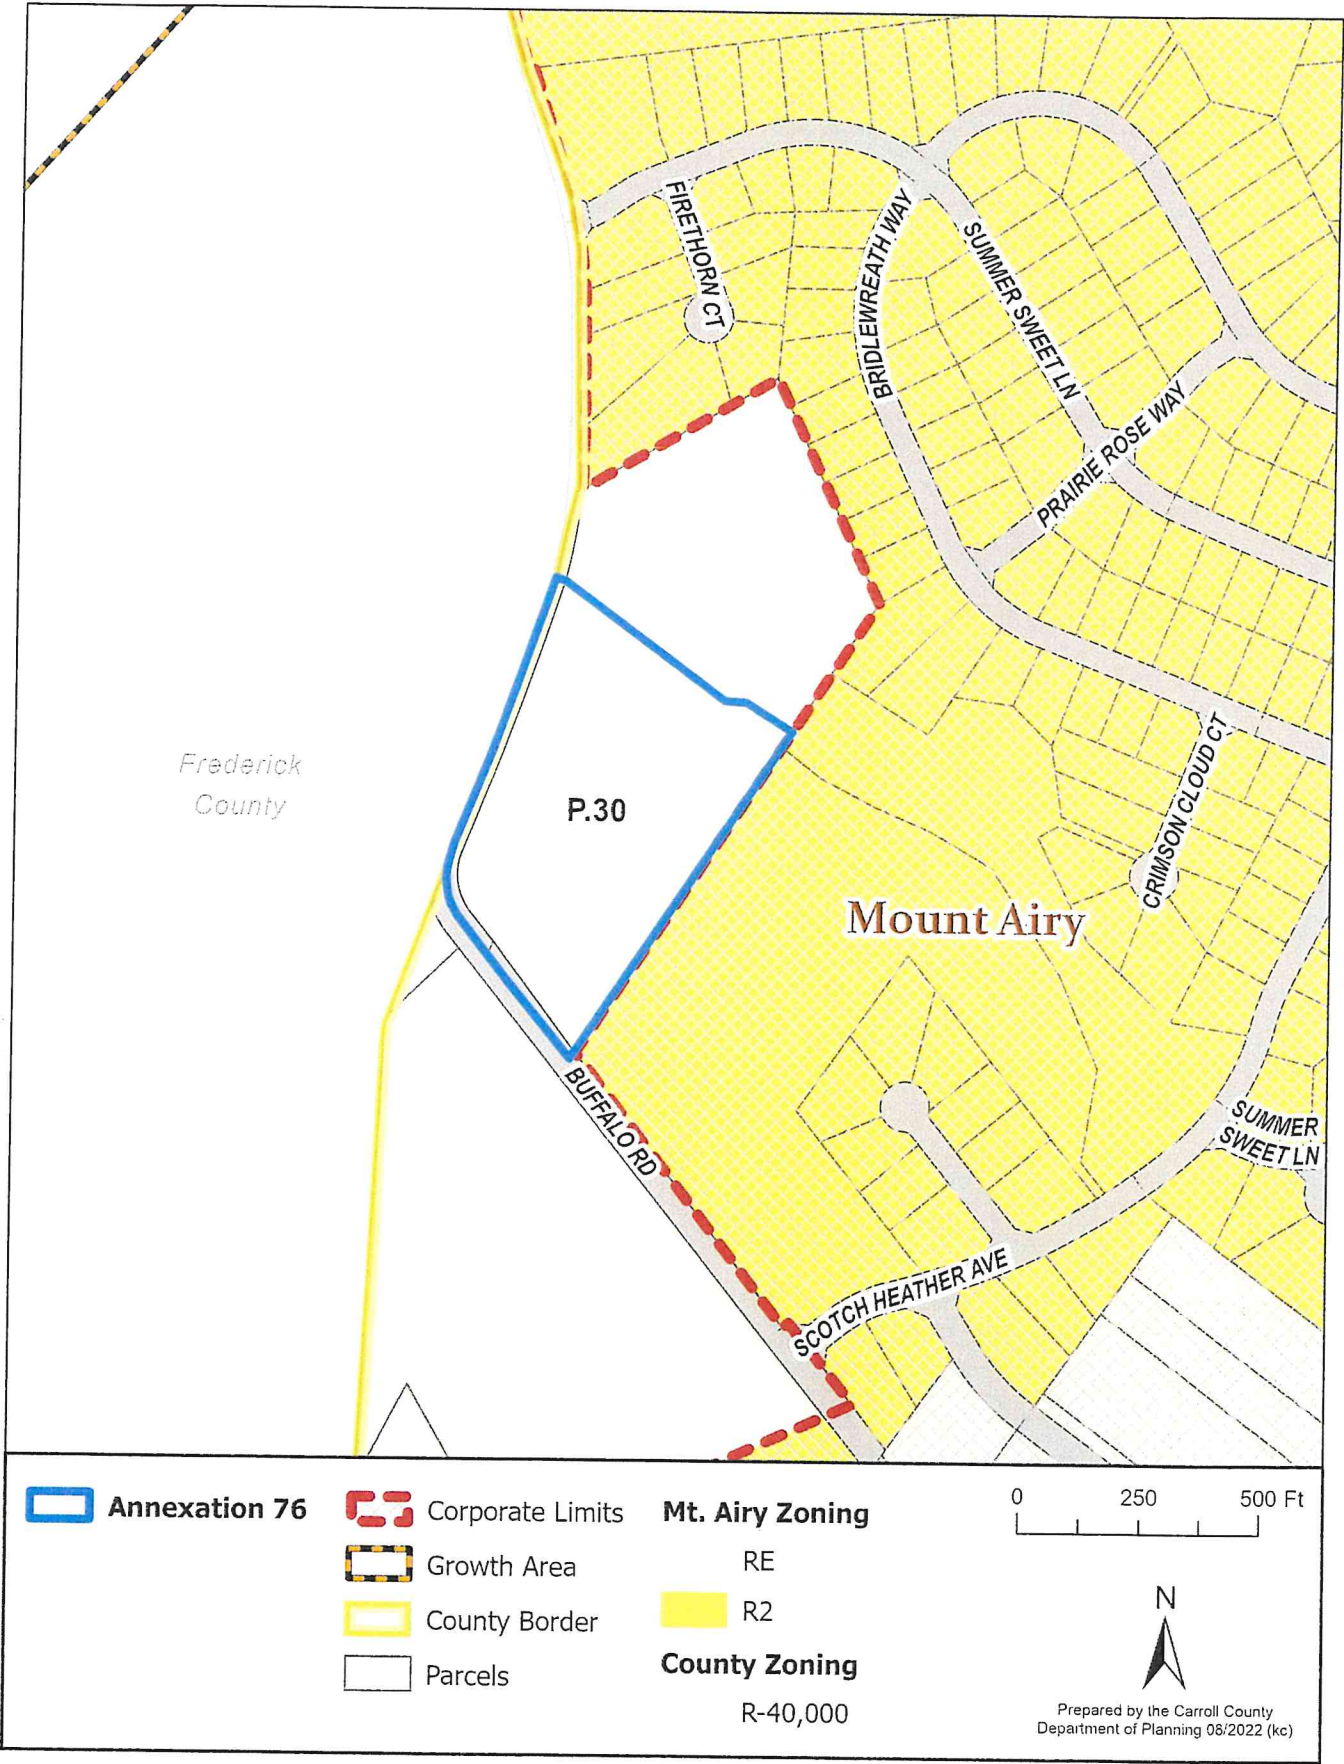 FIRETHORN CT
BRIDLEWREATH WAY
SUMMER SWEET LN
PRAIRIE ROSE WAY
CRIMSON CLOUD CT
Frederick
County
P.30
Mount Airy
BUFFALO RD
SUMMER
SWEET LN
SCOTCH HEATHER AVE
Annexation 76
Corporate Limits
Growth Area
County Border
Parcels
Mt. Airy Zoning
RE
R2
County Zoning
R-40,000
0 250 500 Ft
N
Prepared by the Carroll County
Department of Planning 08/2022 (kc)